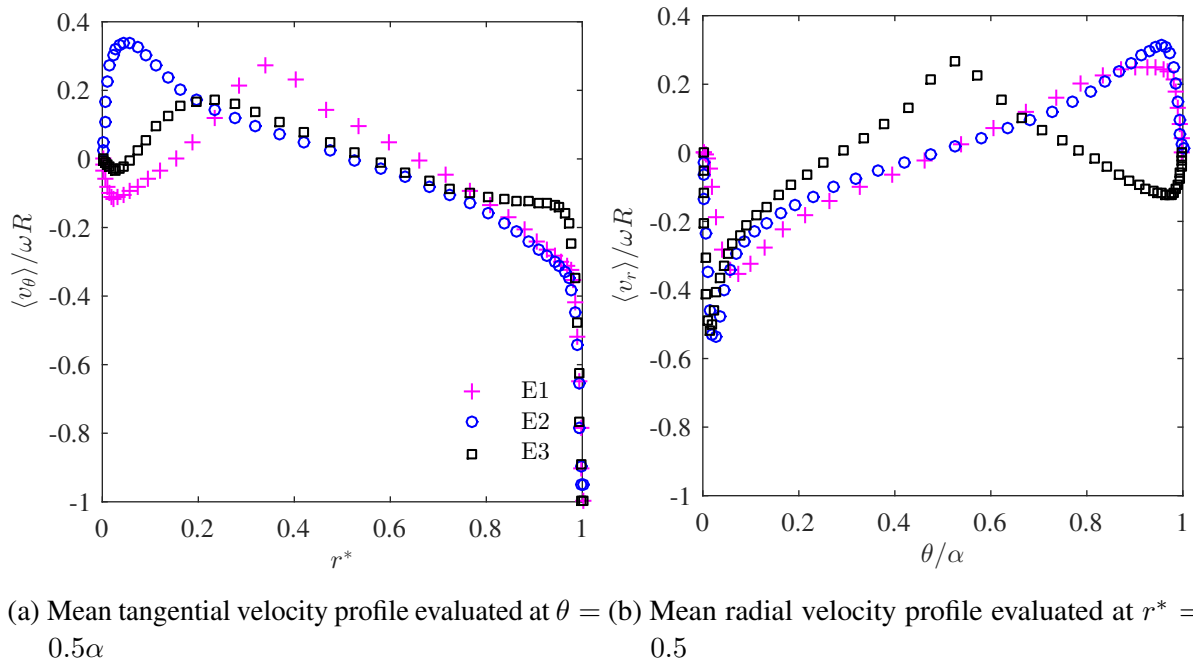 0.4
0.2
0
-0.2
-0.4
-0.6
-0.8
-1
⟨v_θ⟩/ωR
E1
E2
E3
0 0.2 0.4 0.6 0.8 1
r*
0.4
0.2
0
-0.2
-0.4
-0.6
-0.8
-1
⟨v_r⟩/ωR
0 0.2 0.4 0.6 0.8 1
θ/α
(a) Mean tangential velocity profile evaluated at θ =
0.5α
(b) Mean radial velocity profile evaluated at r* =
0.5